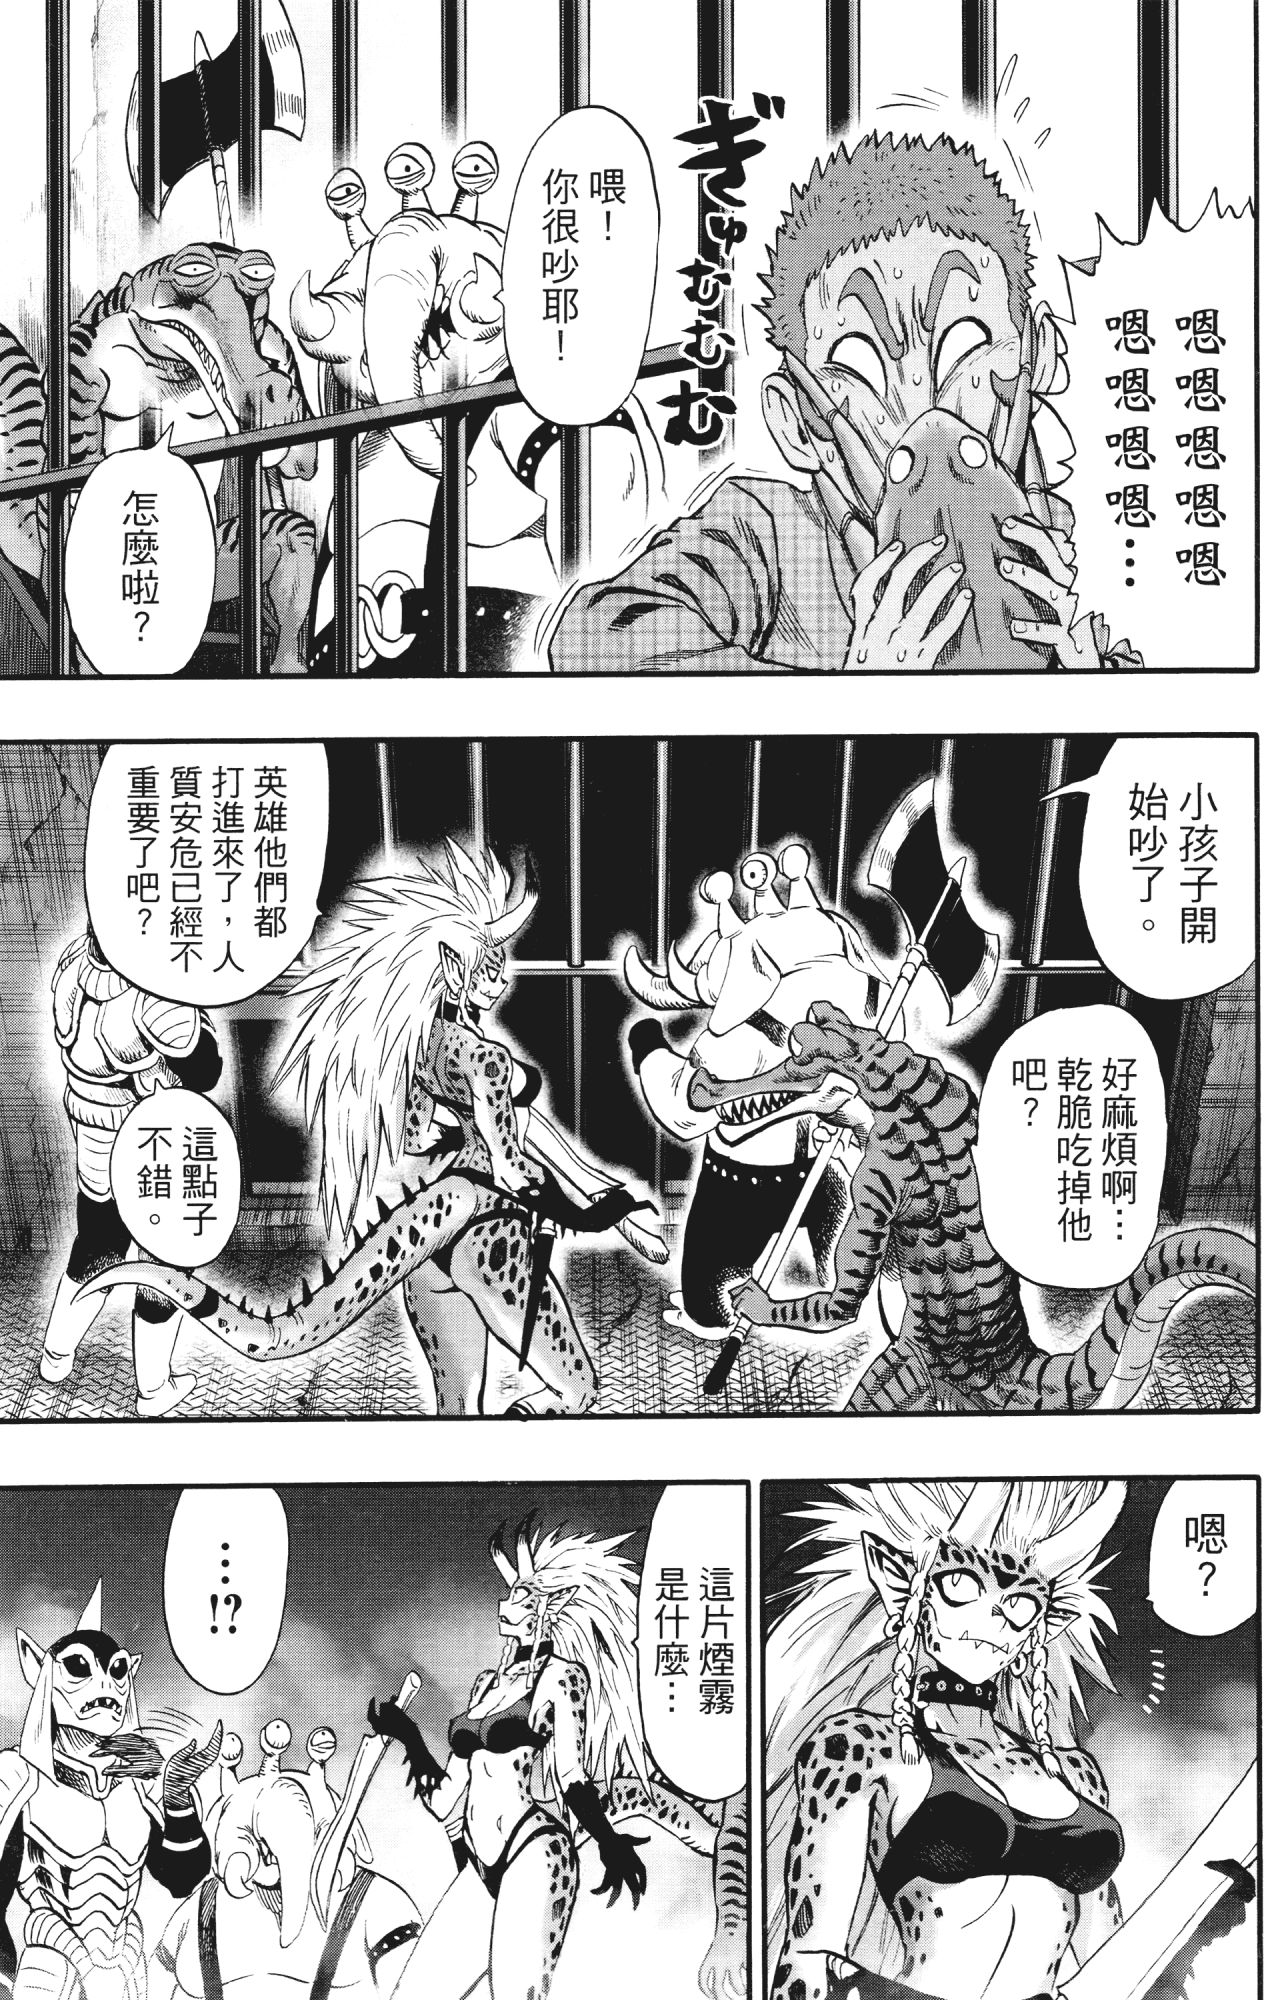 嗯嗯嗯嗯嗯
嗯嗯嗯嗯…
ぎゅむむむ
喂！
你很吵耶！
怎麼啦？
小孩子開
始吵了。
好麻煩啊…
乾脆吃掉他
吧？
英雄他們都
打進來了，人
質安危已經不
重要了吧？
這點子
不錯。
嗯？
這片煙霧
是什麼…
…!?